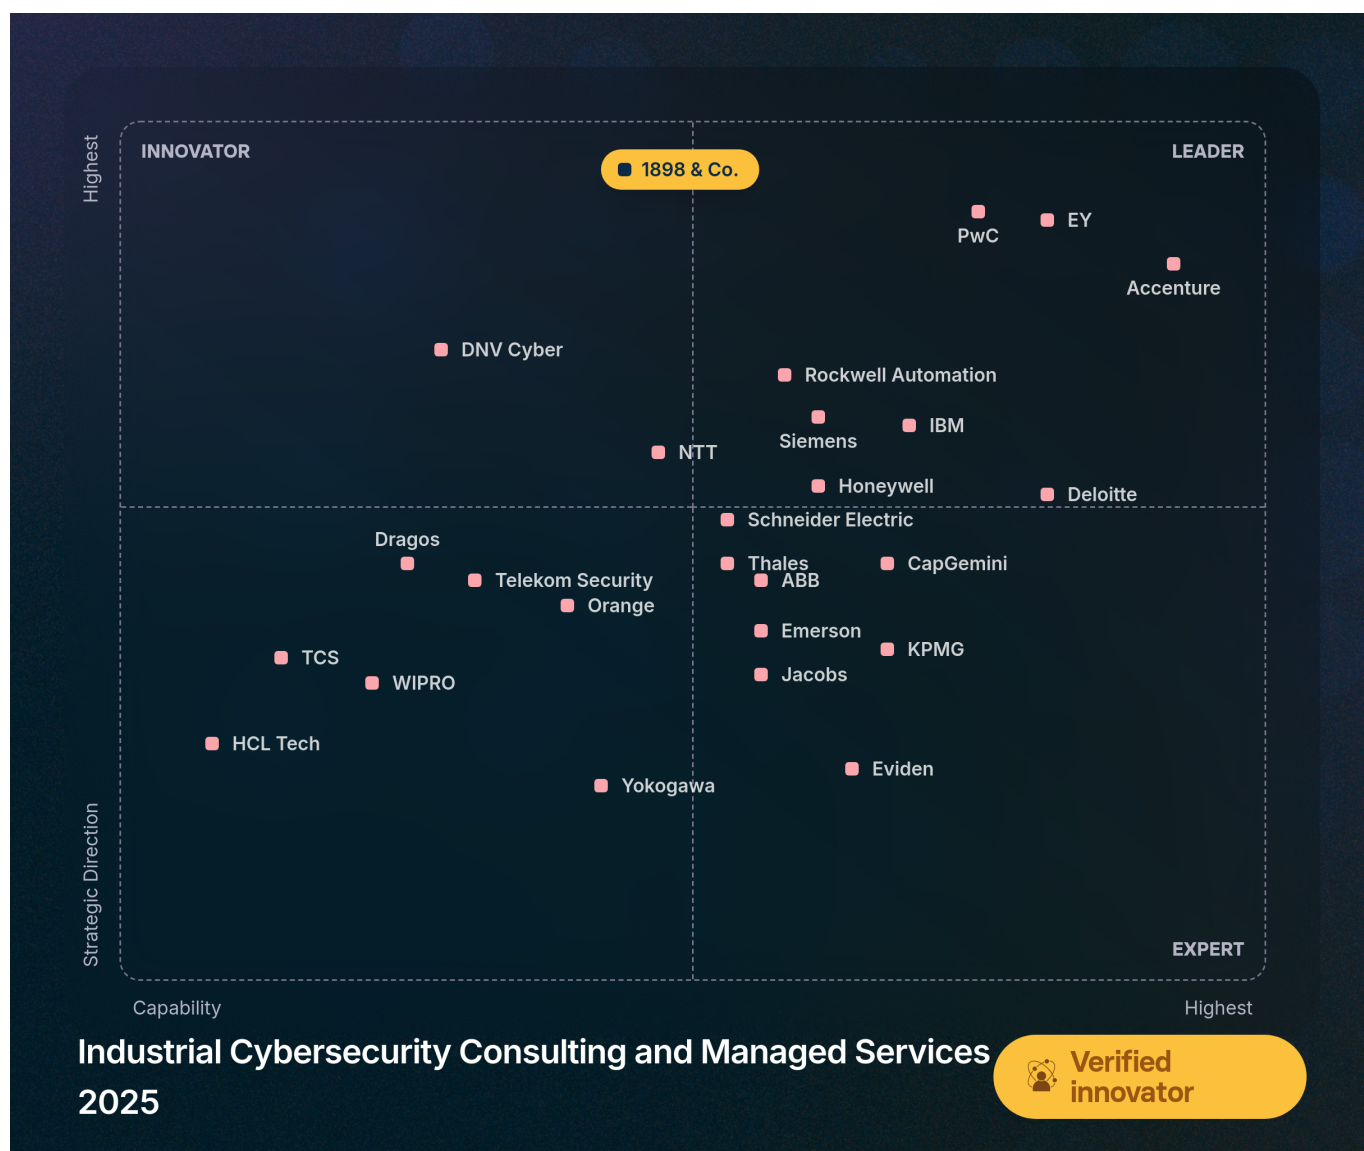 Highest
INNOVATOR
LEADER
1898 & Co.
PwC
EY
Accenture
DNV Cyber
Rockwell Automation
Siemens
IBM
NTT
Honeywell
Deloitte
Schneider Electric
Dragos
Thales
CapGemini
Telekom Security
ABB
Orange
Emerson
KPMG
TCS
Jacobs
WIPRO
HCL Tech
Eviden
Yokogawa
Strategic Direction
EXPERT
Capability
Highest
Industrial Cybersecurity Consulting and Managed Services
2025
Verified
innovator